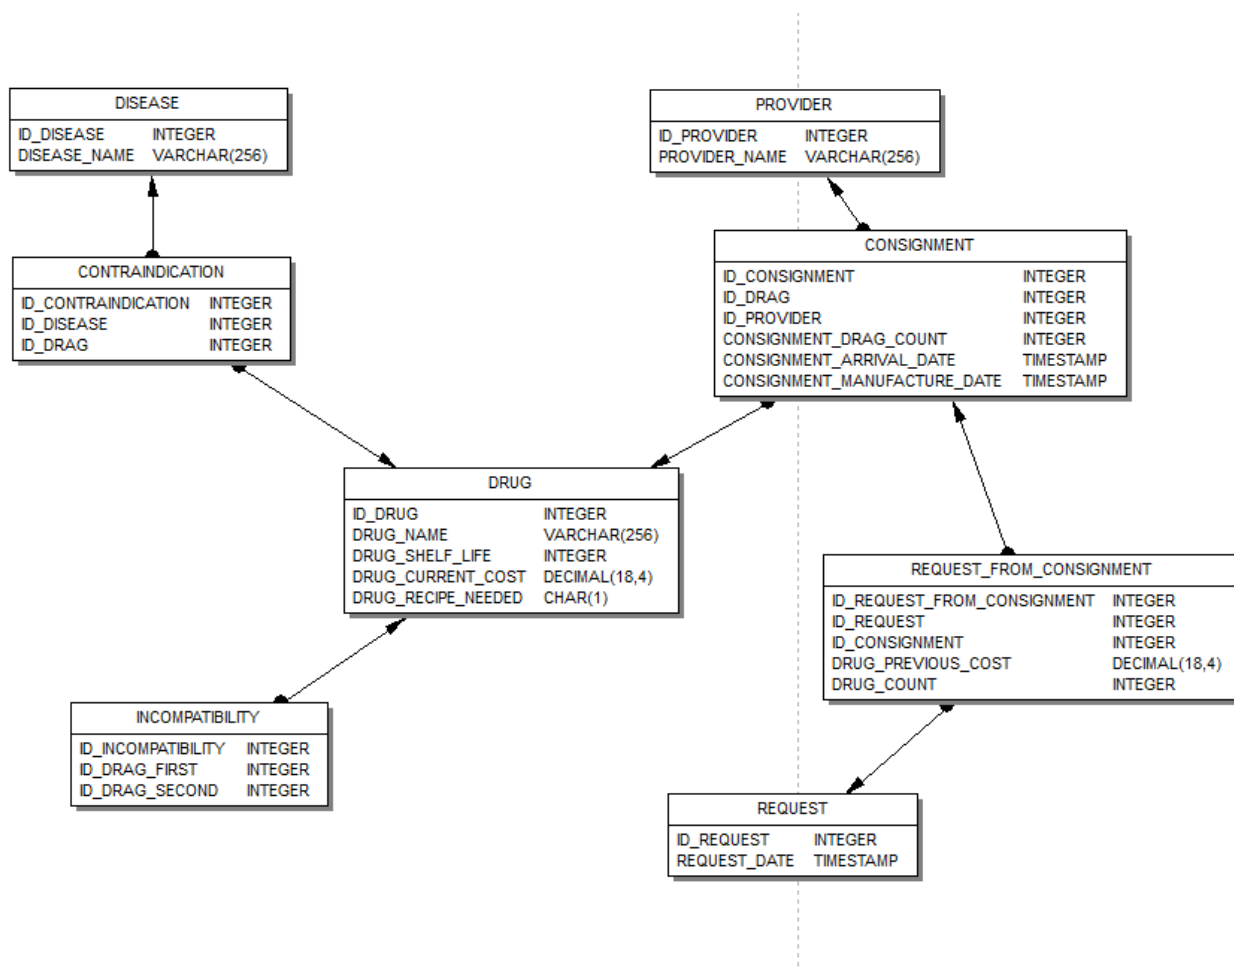 DISEASE
ID_DISEASE INTEGER
DISEASE_NAME VARCHAR(256)
PROVIDER
ID_PROVIDER INTEGER
PROVIDER_NAME VARCHAR(256)
CONTRAINDICATION
ID_CONTRAINDICATION INTEGER
ID_DISEASE INTEGER
ID_DRAG INTEGER
CONSIGNMENT
ID_CONSIGNMENT INTEGER
ID_DRAG INTEGER
ID_PROVIDER INTEGER
CONSIGNMENT_DRAG_COUNT INTEGER
CONSIGNMENT_ARRIVAL_DATE TIMESTAMP
CONSIGNMENT_MANUFACTURE_DATE TIMESTAMP
DRUG
ID_DRUG INTEGER
DRUG_NAME VARCHAR(256)
DRUG_SHELF_LIFE INTEGER
DRUG_CURRENT_COST DECIMAL(18,4)
DRUG_RECIPE_NEEDED CHAR(1)
REQUEST_FROM_CONSIGNMENT
ID_REQUEST_FROM_CONSIGNMENT INTEGER
ID_REQUEST INTEGER
ID_CONSIGNMENT INTEGER
DRUG_PREVIOUS_COST DECIMAL(18,4)
DRUG_COUNT INTEGER
INCOMPATIBILITY
ID_INCOMPATIBILITY INTEGER
ID_DRAG_FIRST INTEGER
ID_DRAG_SECOND INTEGER
REQUEST
ID_REQUEST INTEGER
REQUEST_DATE TIMESTAMP